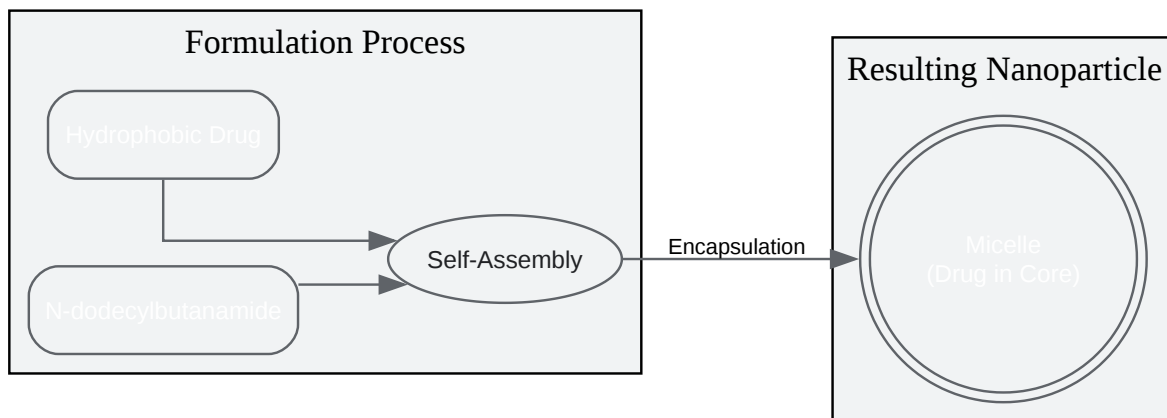 Formulation Process
Resulting Nanoparticle
Hydrophobic Drug
Self-Assembly
Encapsulation
N-dodecylbutanamide
Micelle
(Drug in Core)